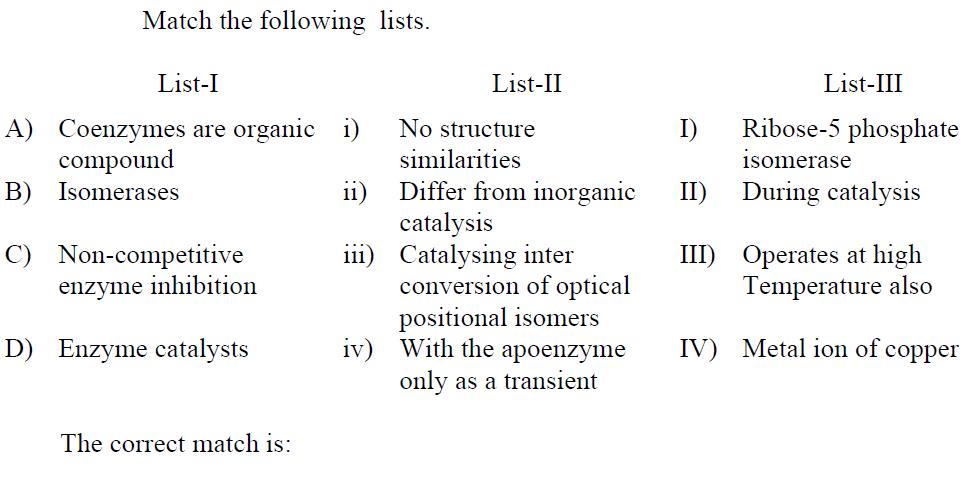 Match the following lists.
List-I List-II List-III
A) Coenzymes are organic i) No structure I) Ribose-5 phosphate
compound similarities isomerase
B) Isomerases ii) Differ from inorganic II) During catalysis
catalysis
C) Non-competitive iii) Catalysing inter III) Operates at high
enzyme inhibition conversion of optical Temperature also
positional isomers
D) Enzyme catalysts iv) With the apoenzyme IV) Metal ion of copper
only as a transient
The correct match is: